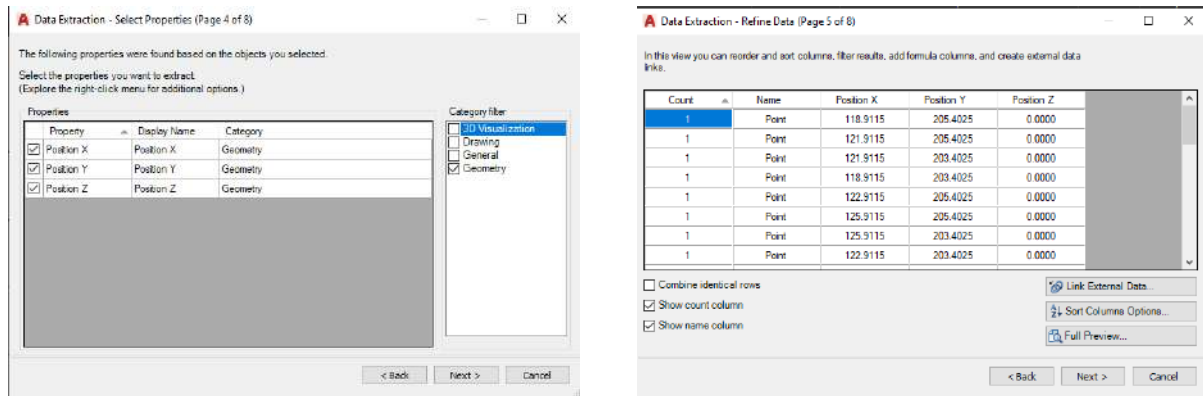 Data Extraction - Select Properties (Page 4 of 8)
The following properties were found based on the objects you selected.
Select the properties you want to extract.
(Explore the right-click menu for additional options.)
Properties
Property Display Name Category
Position X Position X Geometry
Position Y Position Y Geometry
Position Z Position Z Geometry
Category filter
3D Visualization
Drawing
General
Geometry
< Back Next > Cancel
Data Extraction - Refine Data (Page 5 of 8)
In this view you can reorder and sort columns, filter results, add formula columns, and create external data
links.
Count Name Position X Position Y Position Z
1 Point 118.9115 205.4025 0.0000
1 Point 121.9115 205.4025 0.0000
1 Point 121.9115 203.4025 0.0000
1 Point 118.9115 203.4025 0.0000
1 Point 122.9115 205.4025 0.0000
1 Point 125.9115 205.4025 0.0000
1 Point 125.9115 203.4025 0.0000
1 Point 122.9115 203.4025 0.0000
Combine identical rows
Show count column
Show name column
Link External Data...
Sort Columns Options...
Full Preview...
< Back Next > Cancel